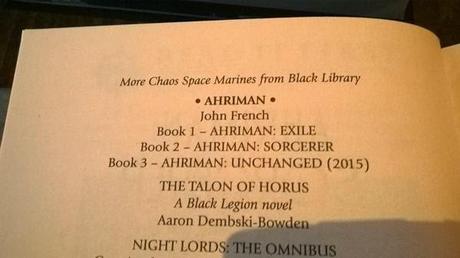 More Chaos Space Marines from Black Library
• AHRIMAN •
John French
Book 1 – AHRIMAN: EXILE
Book 2 – AHRIMAN: SORCERER
Book 3 – AHRIMAN: UNCHANGED (2015)
THE TALON OF HORUS
A Black Legion novel
Aaron Dembski-Bowden
NIGHT LORDS: THE OMNIBUS